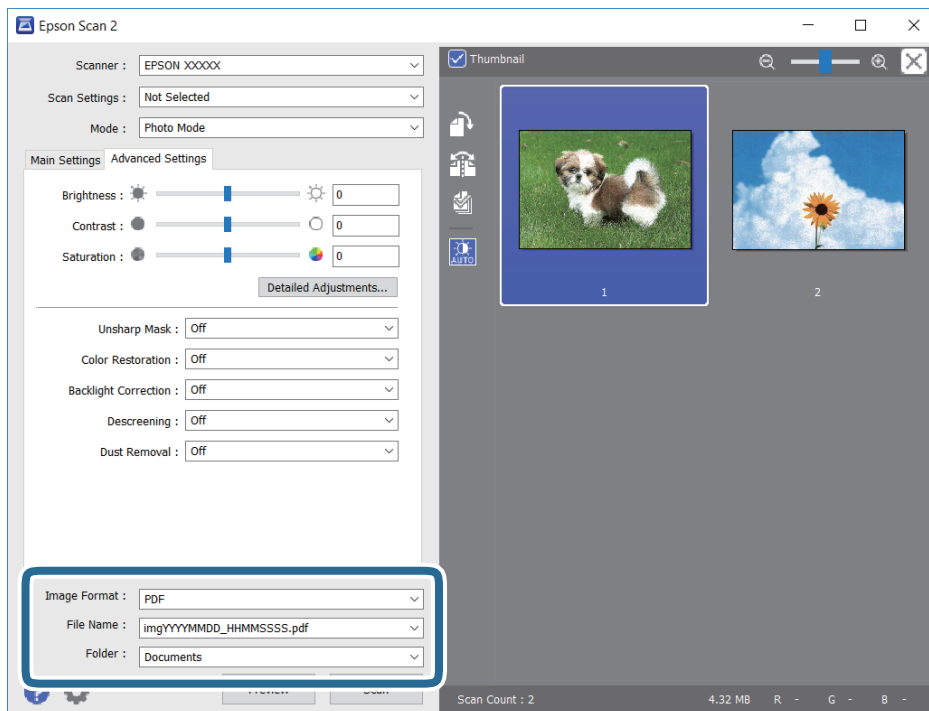 Epson Scan 2
Scanner : EPSON XXXXX
Scan Settings : Not Selected
Mode : Photo Mode
Main Settings Advanced Settings
Brightness : 0
Contrast : 0
Saturation : 0
Detailed Adjustments...
Unsharp Mask : Off
Color Restoration : Off
Backlight Correction : Off
Descreening : Off
Dust Removal : Off
Image Format : PDF
File Name : imgYYYYMMDD_HHMMSSSS.pdf
Folder : Documents
Preview Scan
Thumbnail
AUTO
1 2
Scan Count : 2 4.32 MB R - G - B -